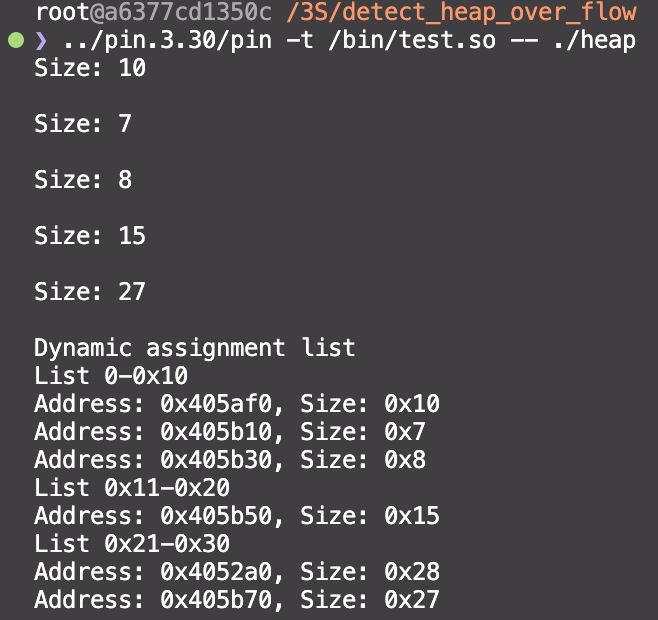 root@a6377cd1350c /3S/detect_heap_over_flow
❯ ../pin.3.30/pin -t /bin/test.so -- ./heap
Size: 10
Size: 7
Size: 8
Size: 15
Size: 27
Dynamic assignment list
List 0-0x10
Address: 0x405af0, Size: 0x10
Address: 0x405b10, Size: 0x7
Address: 0x405b30, Size: 0x8
List 0x11-0x20
Address: 0x405b50, Size: 0x15
List 0x21-0x30
Address: 0x4052a0, Size: 0x28
Address: 0x405b70, Size: 0x27